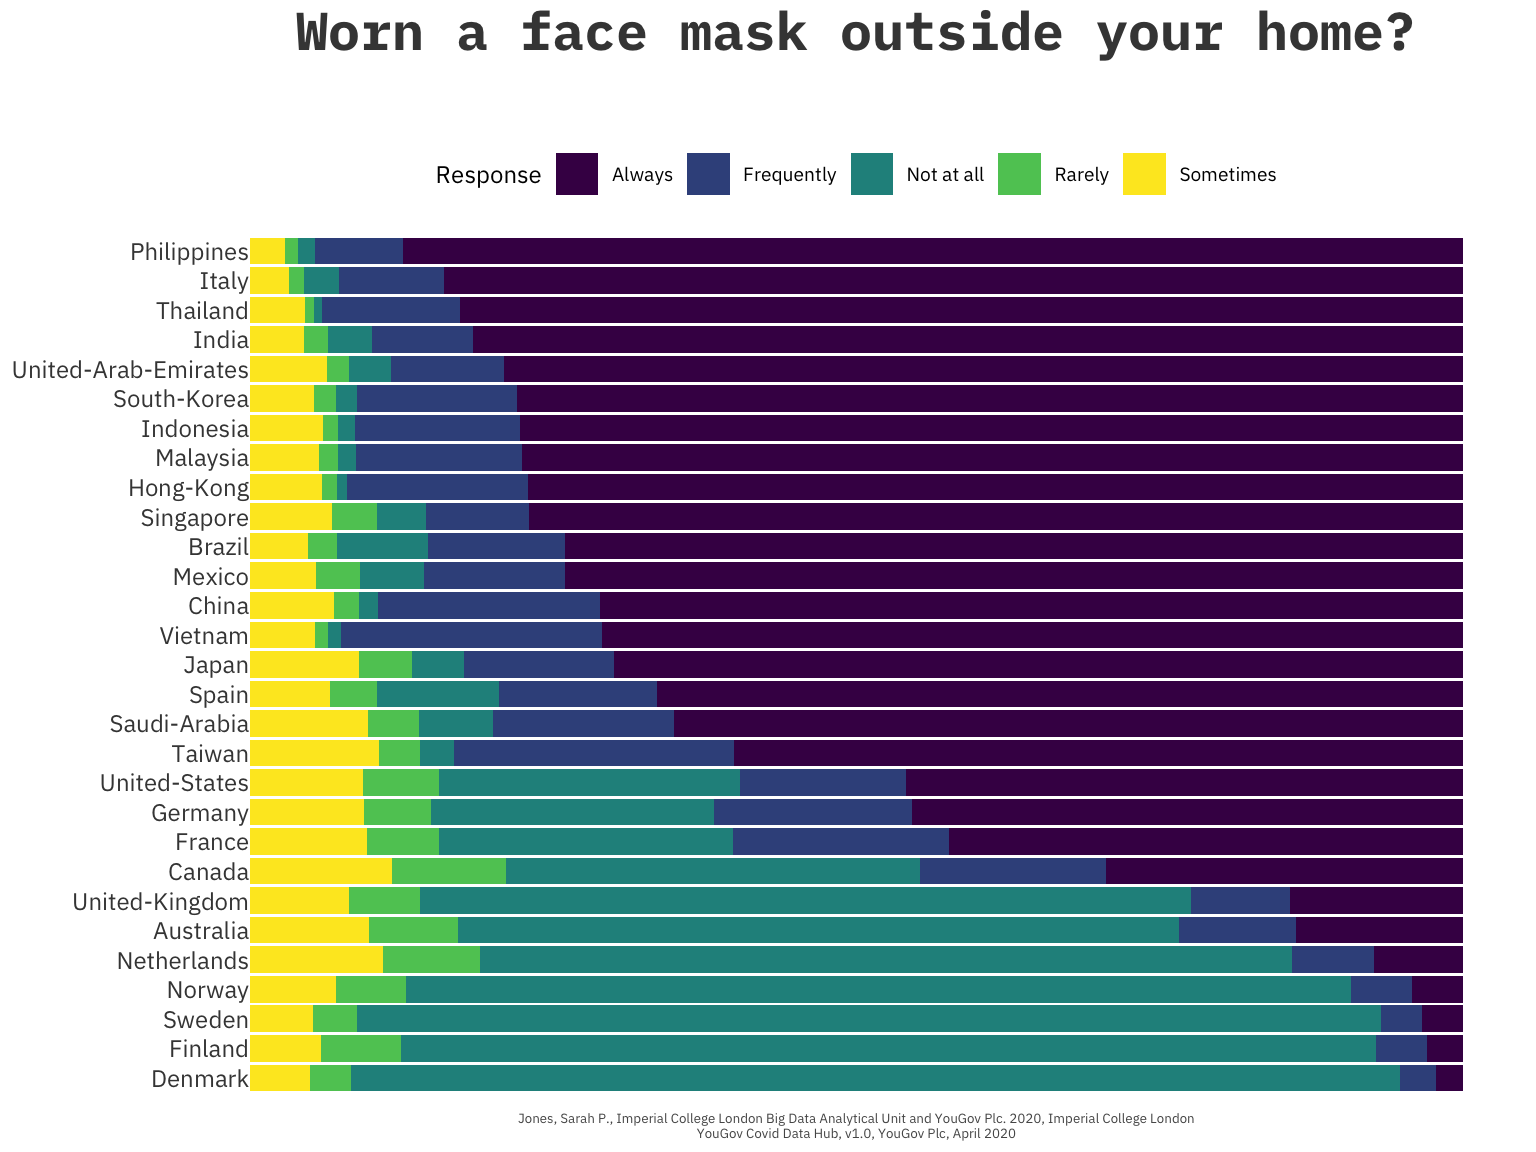 Worn a face mask outside your home?
Response Always Frequently Not at all Rarely Sometimes
Philippines
Italy
Thailand
India
United-Arab-Emirates
South-Korea
Indonesia
Malaysia
Hong-Kong
Singapore
Brazil
Mexico
China
Vietnam
Japan
Spain
Saudi-Arabia
Taiwan
United-States
Germany
France
Canada
United-Kingdom
Australia
Netherlands
Norway
Sweden
Finland
Denmark
Jones, Sarah P., Imperial College London Big Data Analytical Unit and YouGov Plc. 2020, Imperial College London
YouGov Covid Data Hub, v1.0, YouGov Plc, April 2020